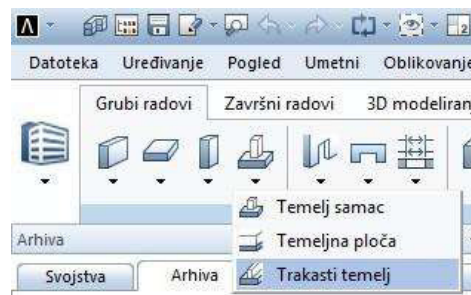 Datoteka Uređivanje Pogled Umetni Oblikovanje
Grubi radovi Završni radovi 3D modeliran
Temelj samac
Temeljna ploča
Arhiva
Trakasti temelj
Svojstva Arhiva